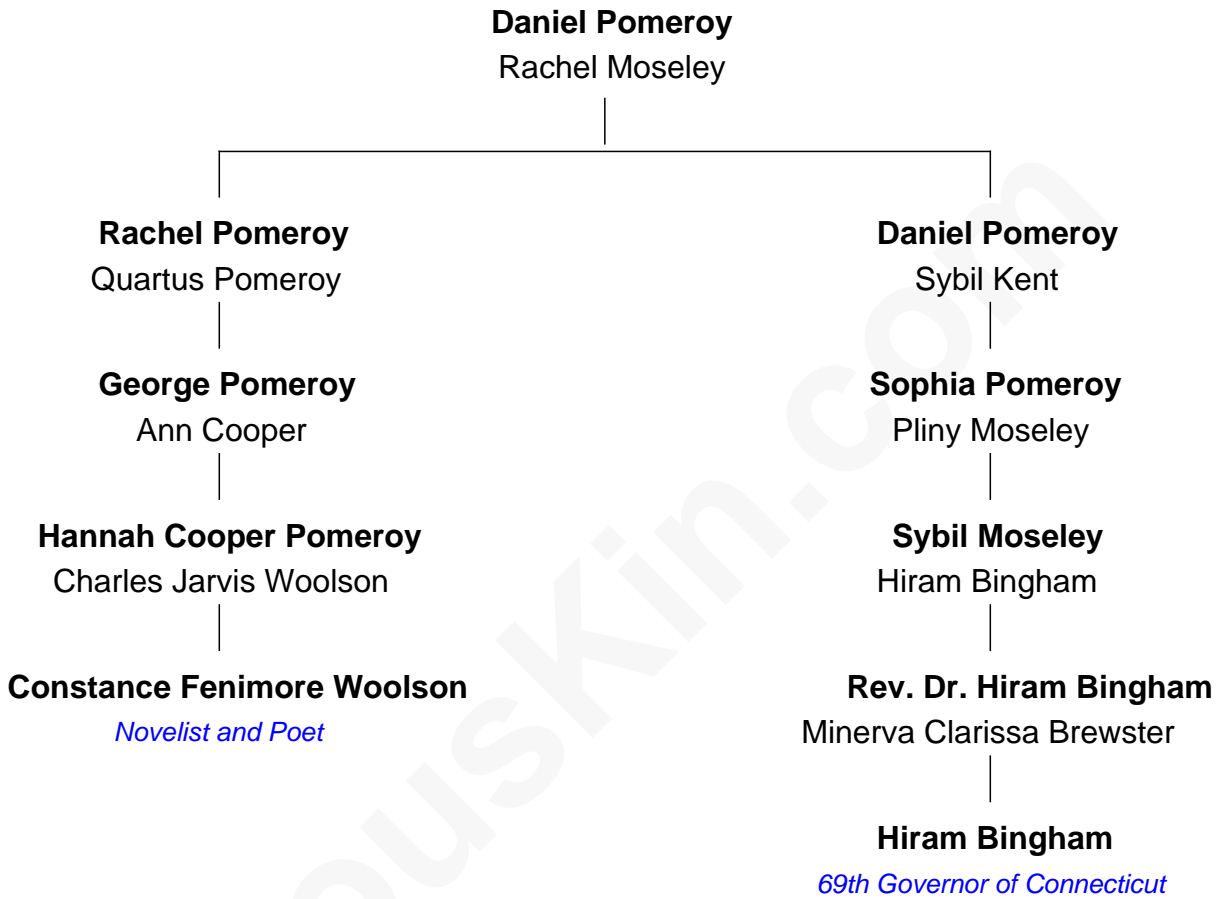 Daniel Pomeroy
Rachel Moseley
Rachel Pomeroy
Quartus Pomeroy
George Pomeroy
Ann Cooper
Hannah Cooper Pomeroy
Charles Jarvis Woolson
Constance Fenimore Woolson
Novelist and Poet
Daniel Pomeroy
Sybil Kent
Sophia Pomeroy
Pliny Moseley
Sybil Moseley
Hiram Bingham
Rev. Dr. Hiram Bingham
Minerva Clarissa Brewster
Hiram Bingham
69th Governor of Connecticut
ousKin.com